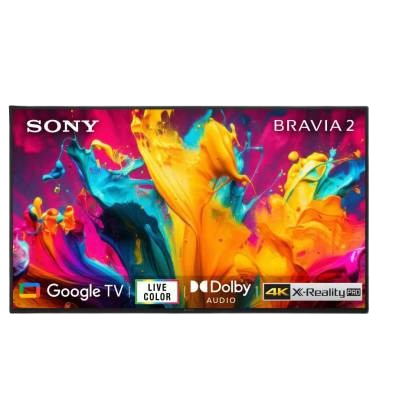 SONY
BRAVIA 2
Google TV
LIVE
COLOR
Dolby
AUDIO
4K X-Reality PRO